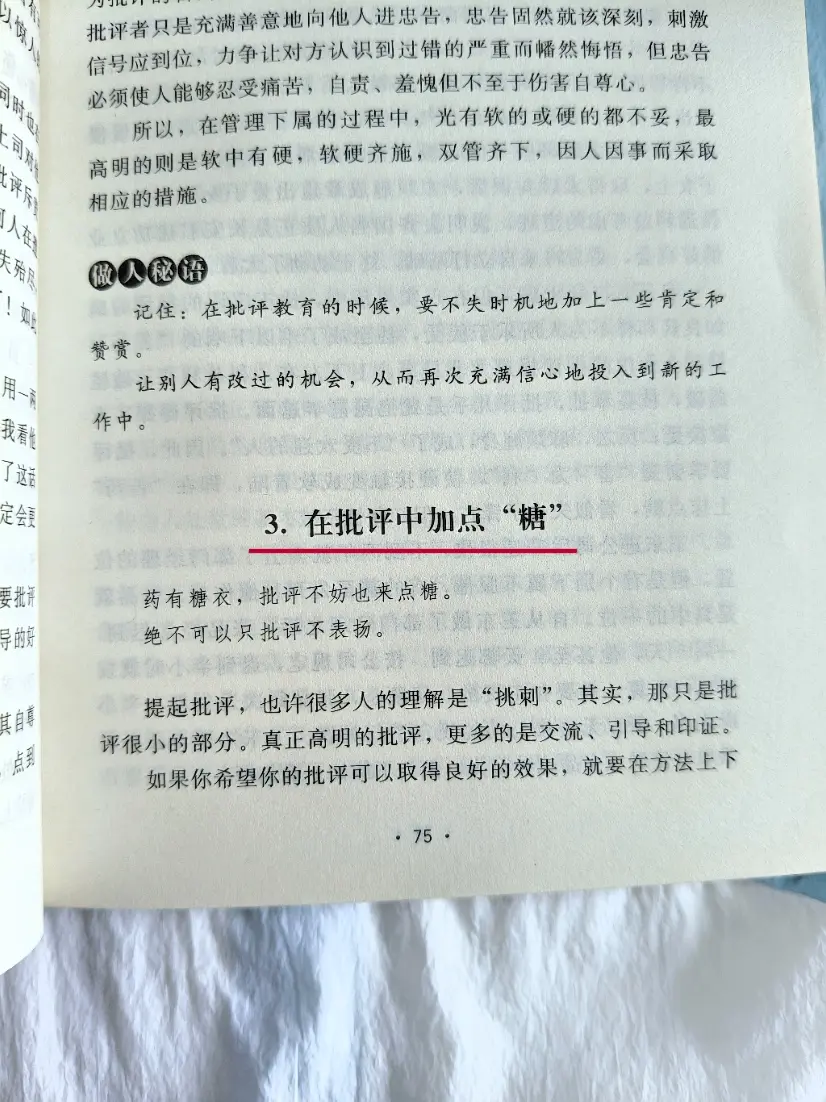 批评者只是充满善意地向他人进忠告，忠告固然就该深刻，刺激
信号应到位，力争让对方认识到过错的严重而幡然悔悟，但忠告
必须使人能够忍受痛苦，自责、羞愧但不至于伤害自尊心。
所以，在管理下属的过程中，光有软的或硬的都不妥，最
高明的则是软中有硬，软硬齐施，双管齐下，因人因事而采取
相应的措施。
做人秘语
记住：在批评教育的时候，要不失时机地加上一些肯定和
赞赏。
让别人有改过的机会，从而再次充满信心地投入到新的工
作中。
3. 在批评中加点“糖”
药有糖衣，批评不妨也来点糖。
绝不可以只批评不表扬。
提起批评，也许很多人的理解是“挑刺”。其实，那只是批
评很小的部分。真正高明的批评，更多的是交流、引导和印证。
如果你希望你的批评可以取得良好的效果，就要在方法上下
· 75 ·